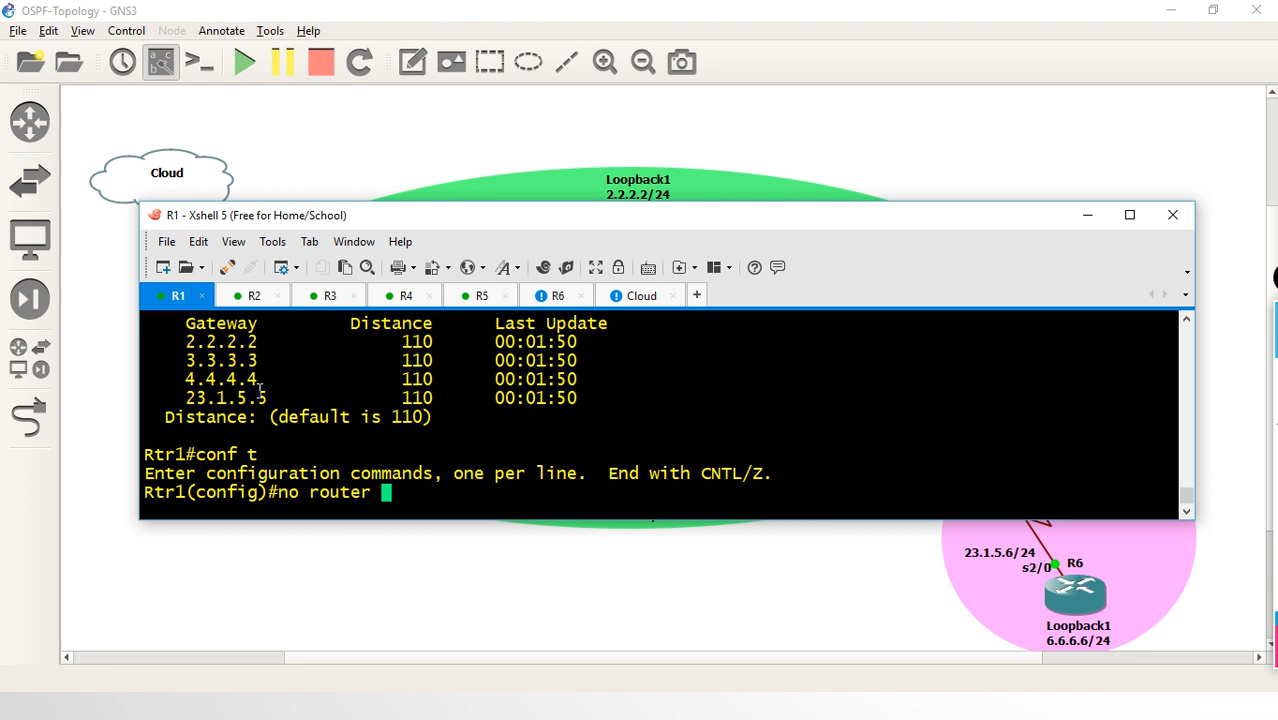 OSPF-Topology - GNS3
File Edit View Control Node Annotate Tools Help
Cloud
Loopback1
2.2.2.2/24
R1 - Xshell 5 (Free for Home/School)
File Edit View Tools Tab Window Help
R1 R2 R3 R4 R5 R6 Cloud
Gateway Distance Last Update
2.2.2.2 110 00:01:50
3.3.3.3 110 00:01:50
4.4.4.4 110 00:01:50
23.1.5.5 110 00:01:50
Distance: (default is 110)
Rtr1#conf t
Enter configuration commands, one per line. End with CNTL/Z.
Rtr1(config)#no router
23.1.5.6/24
s2/0
R6
Loopback1
6.6.6.6/24